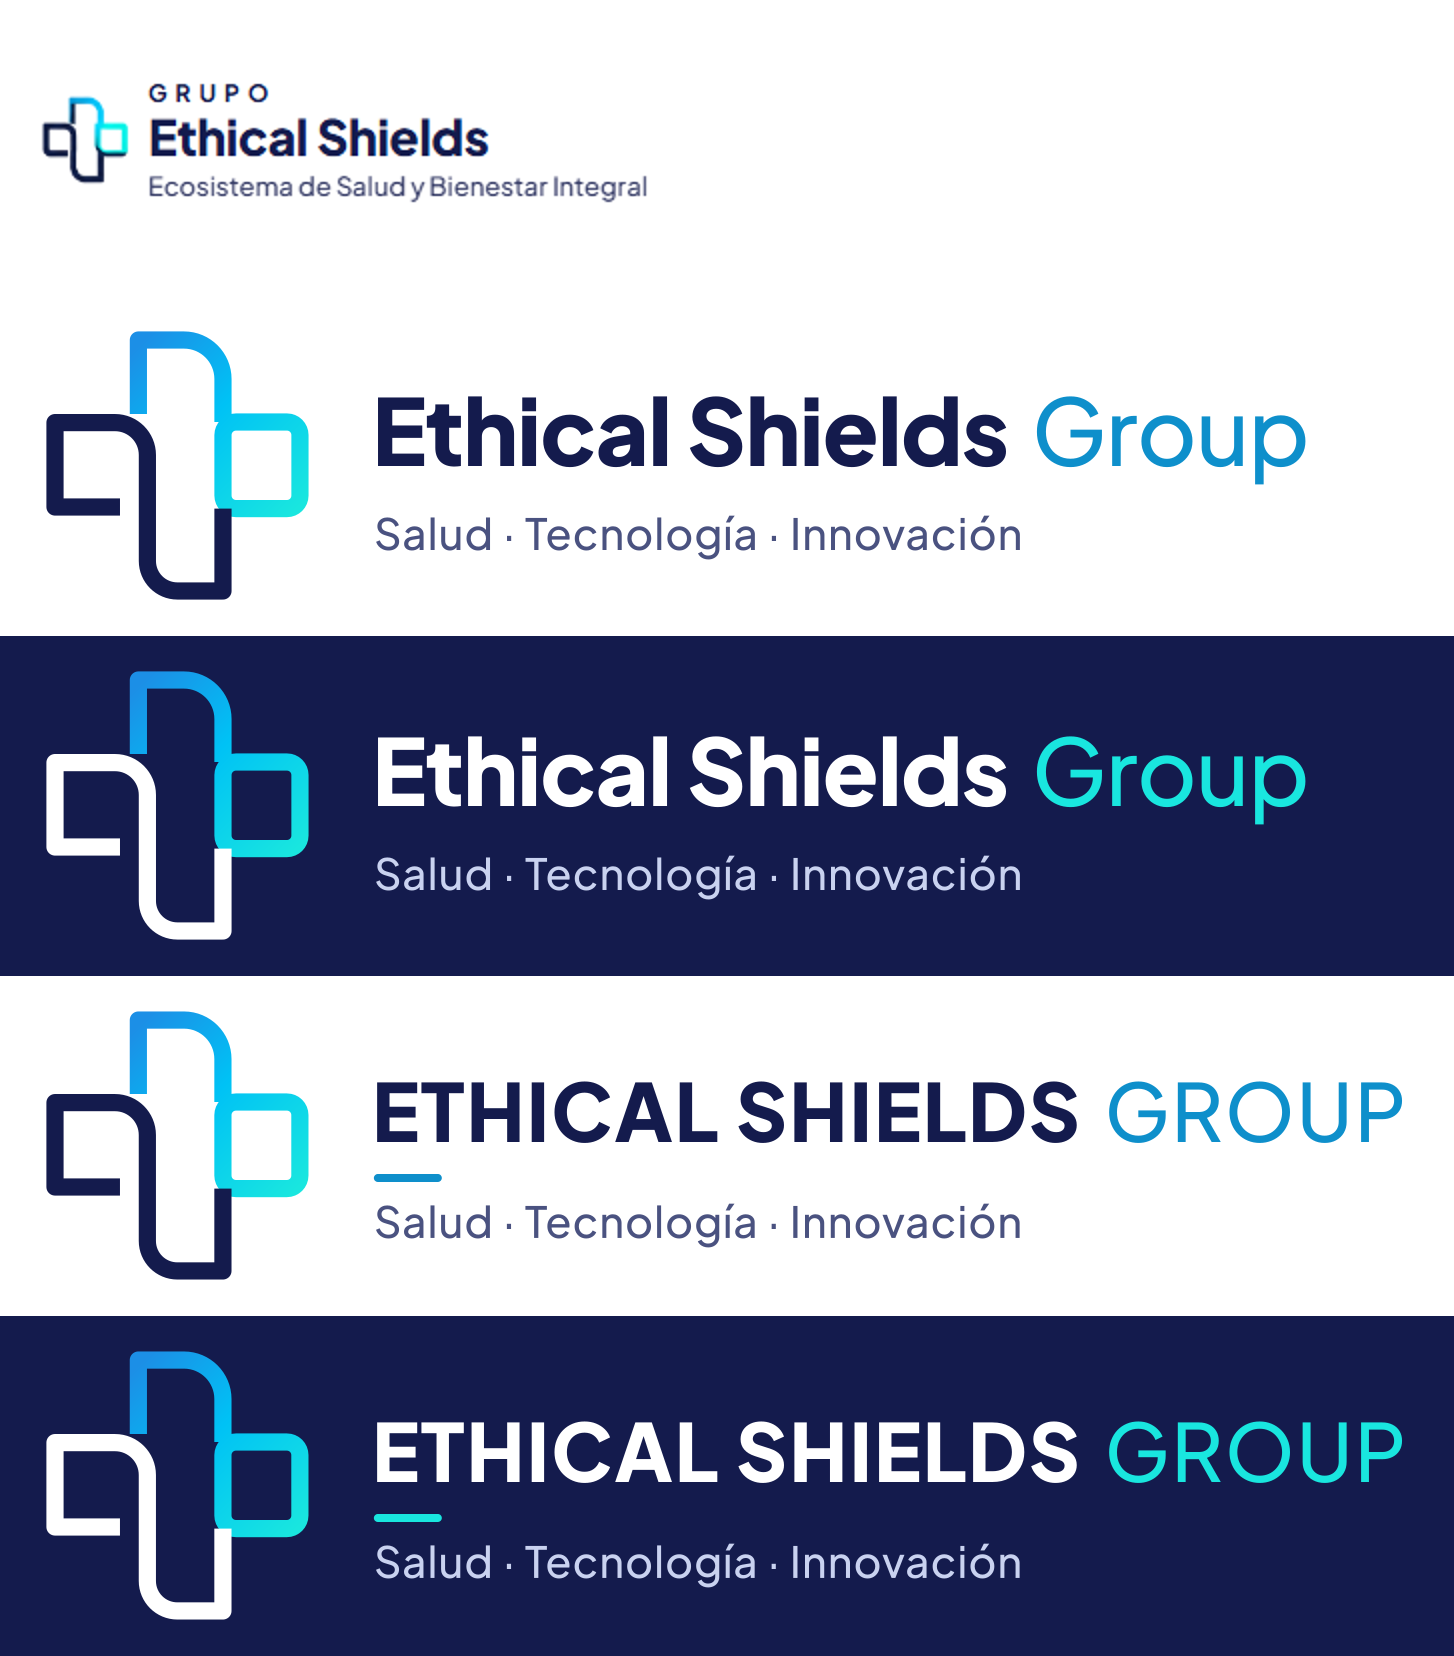 GRUPO
Ethical Shields
Ecosistema de Salud y Bienestar Integral
Ethical Shields Group
Salud · Tecnología · Innovación
Ethical Shields Group
Salud · Tecnología · Innovación
ETHICAL SHIELDS GROUP
Salud · Tecnología · Innovación
ETHICAL SHIELDS GROUP
Salud · Tecnología · Innovación